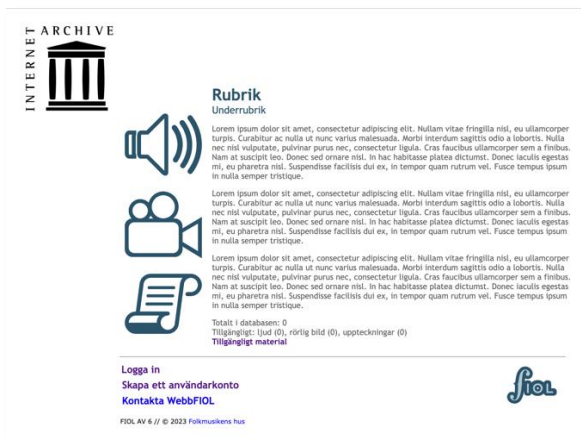 INTERNET
ARCHIVE
Rubrik
Underrubrik
Lorem ipsum dolor sit amet, consectetur adipiscing elit. Nullam vitae fringilla nisl, eu ullamcorper
turpis. Curabitur ac nulla ut nunc varius malesuada. Morbi interdum sagittis odio a lobortis. Nulla
nec nisl vulputate, pulvinar purus nec, consectetur ligula. Cras faucibus ullamcorper sem a finibus.
Nam at suscipit leo. Donec sed ornare nisl. In hac habitasse platea dictumst. Donec iaculis egestas
mi, eu pharetra nisl. Suspendisse facilisis dui ex, in tempor quam rutrum vel. Fusce tempus ipsum
in nulla semper tristique.
Lorem ipsum dolor sit amet, consectetur adipiscing elit. Nullam vitae fringilla nisl, eu ullamcorper
turpis. Curabitur ac nulla ut nunc varius malesuada. Morbi interdum sagittis odio a lobortis. Nulla
nec nisl vulputate, pulvinar purus nec, consectetur ligula. Cras faucibus ullamcorper sem a finibus.
Nam at suscipit leo. Donec sed ornare nisl. In hac habitasse platea dictumst. Donec iaculis egestas
mi, eu pharetra nisl. Suspendisse facilisis dui ex, in tempor quam rutrum vel. Fusce tempus ipsum
in nulla semper tristique.
Lorem ipsum dolor sit amet, consectetur adipiscing elit. Nullam vitae fringilla nisl, eu ullamcorper
turpis. Curabitur ac nulla ut nunc varius malesuada. Morbi interdum sagittis odio a lobortis. Nulla
nec nisl vulputate, pulvinar purus nec, consectetur ligula. Cras faucibus ullamcorper sem a finibus.
Nam at suscipit leo. Donec sed ornare nisl. In hac habitasse platea dictumst. Donec iaculis egestas
mi, eu pharetra nisl. Suspendisse facilisis dui ex, in tempor quam rutrum vel. Fusce tempus ipsum
in nulla semper tristique.
Totalt i databasen: 0
Tillgängligt: ljud (0), rörlig bild (0), uppteckningar (0)
Tillgängligt material
Logga in
Skapa ett användarkonto
Kontakta WebbFIOL
FIOL
FIOL AV 6 // © 2023 Folkmusikens hus